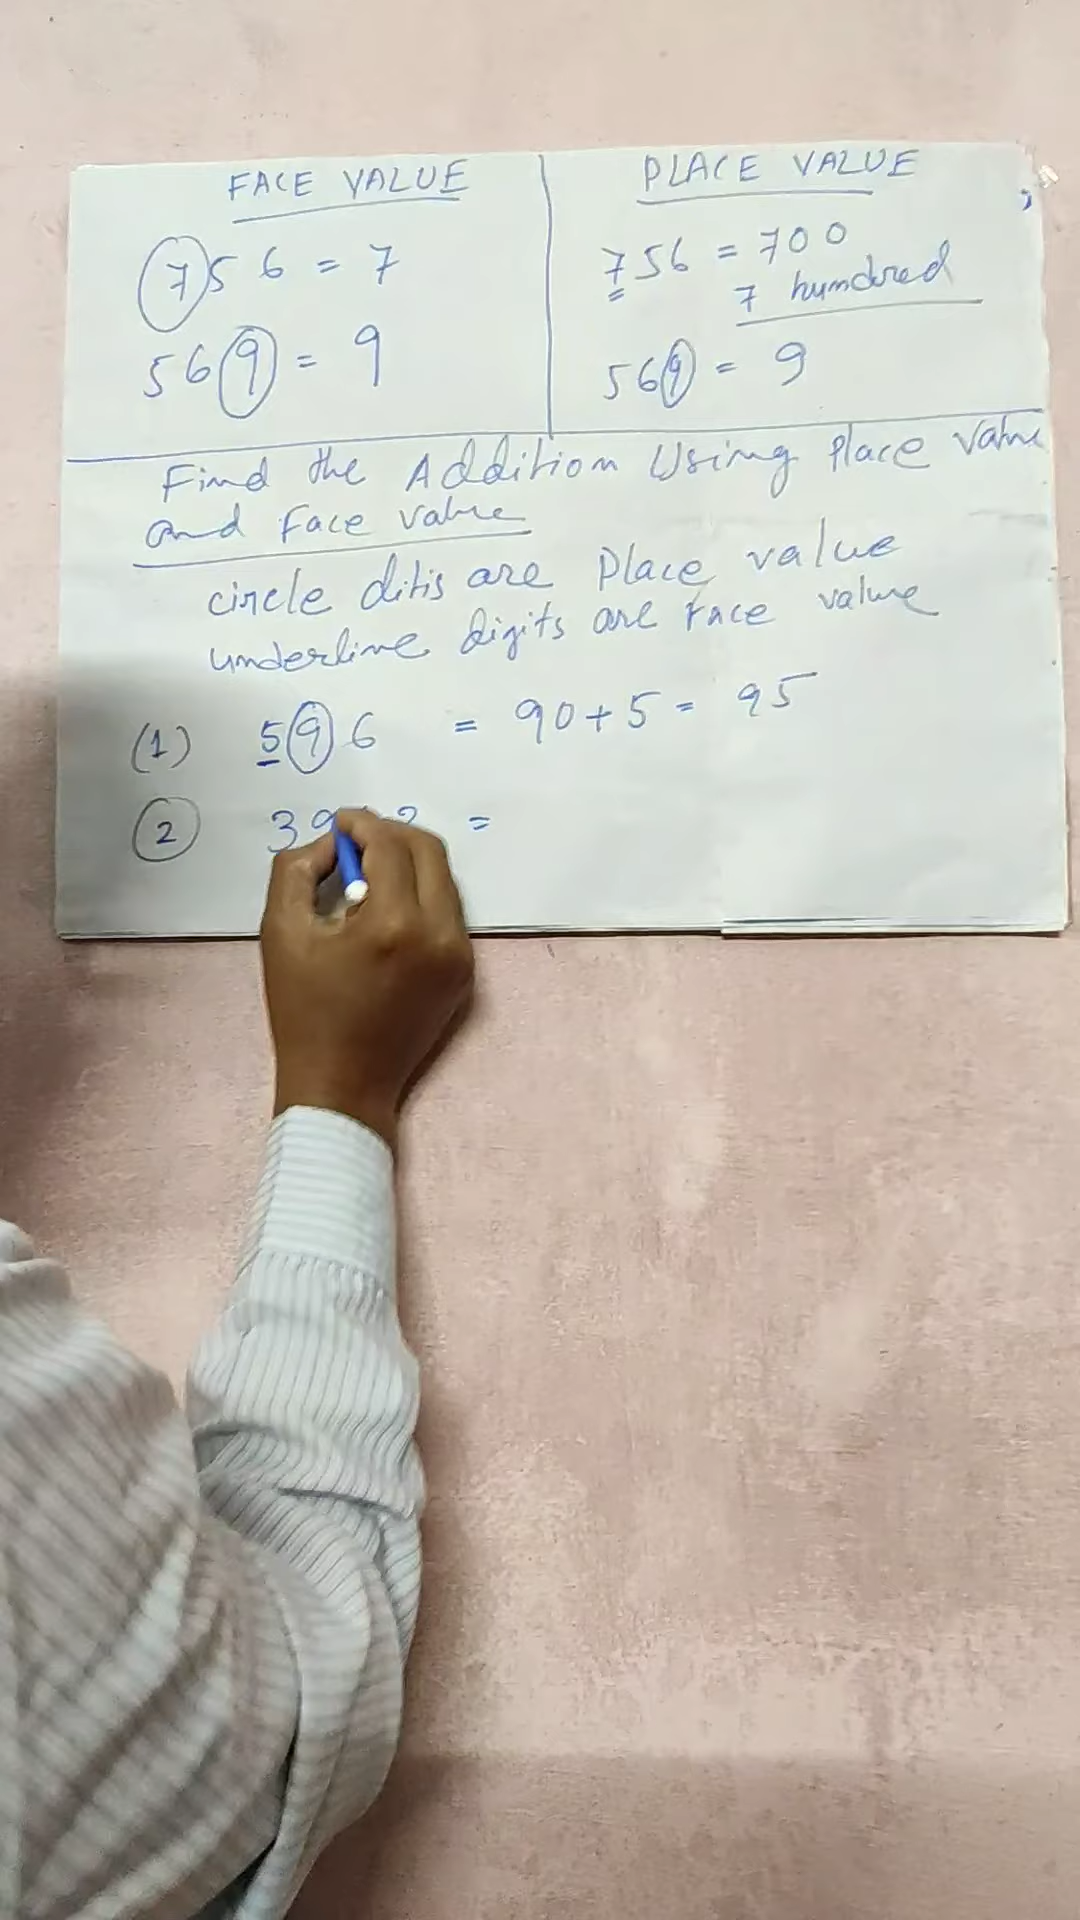 FACE VALUE
756 = 7
569 = 9
PLACE VALUE
756 = 700
7 humdred
569 = 9
Find the Addition Using Place Value
and Face value
circle ditis are Place value
underline digits are Face value
(1) 596 = 90+5 = 95
2 39 =